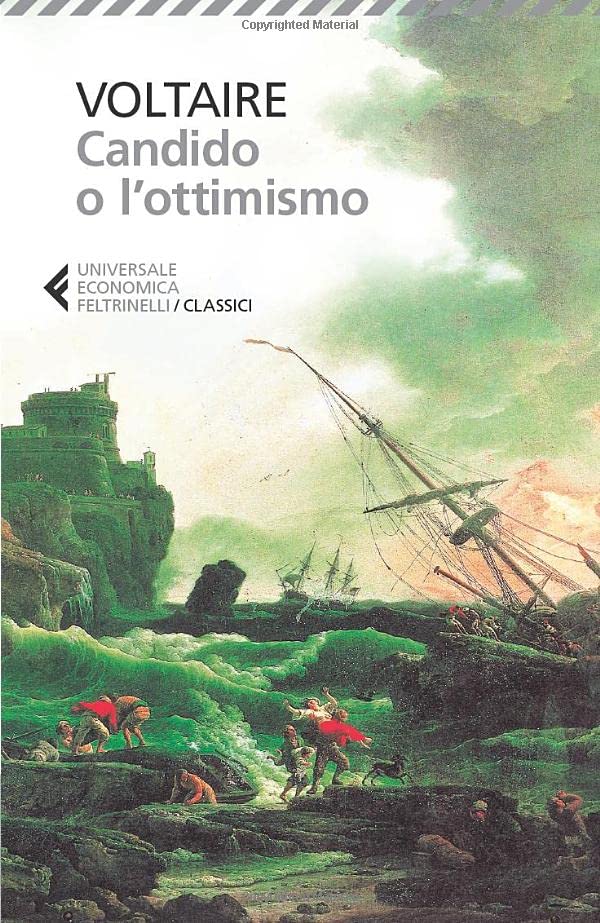 Copyrighted Material
VOLTAIRE
Candido
o l'ottimismo
UNIVERSALE
ECONOMICA
FELTRINELLI / CLASSICI